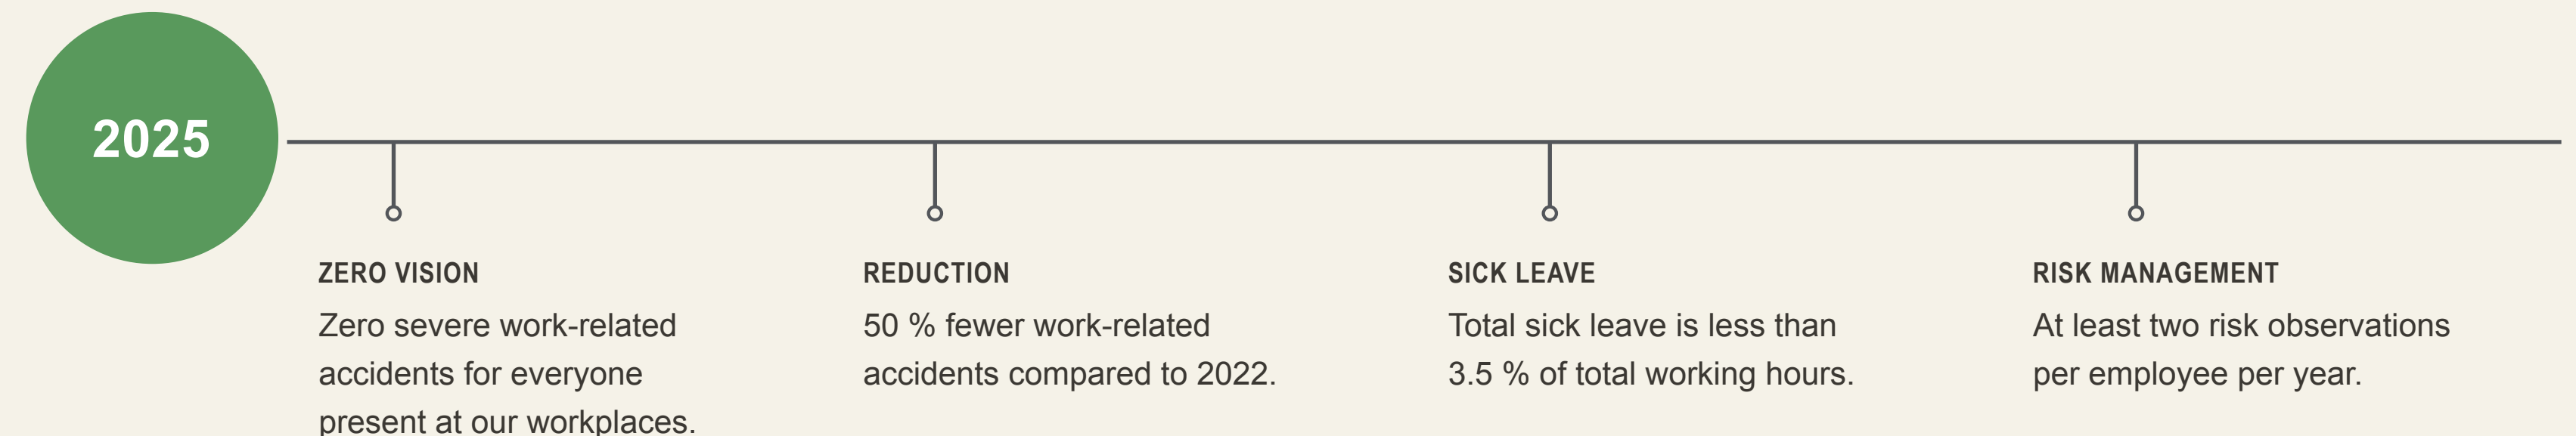 2025
ZERO VISION
Zero severe work-related
accidents for everyone
present at our workplaces.
REDUCTION
50 % fewer work-related
accidents compared to 2022.
SICK LEAVE
Total sick leave is less than
3.5 % of total working hours.
RISK MANAGEMENT
At least two risk observations
per employee per year.